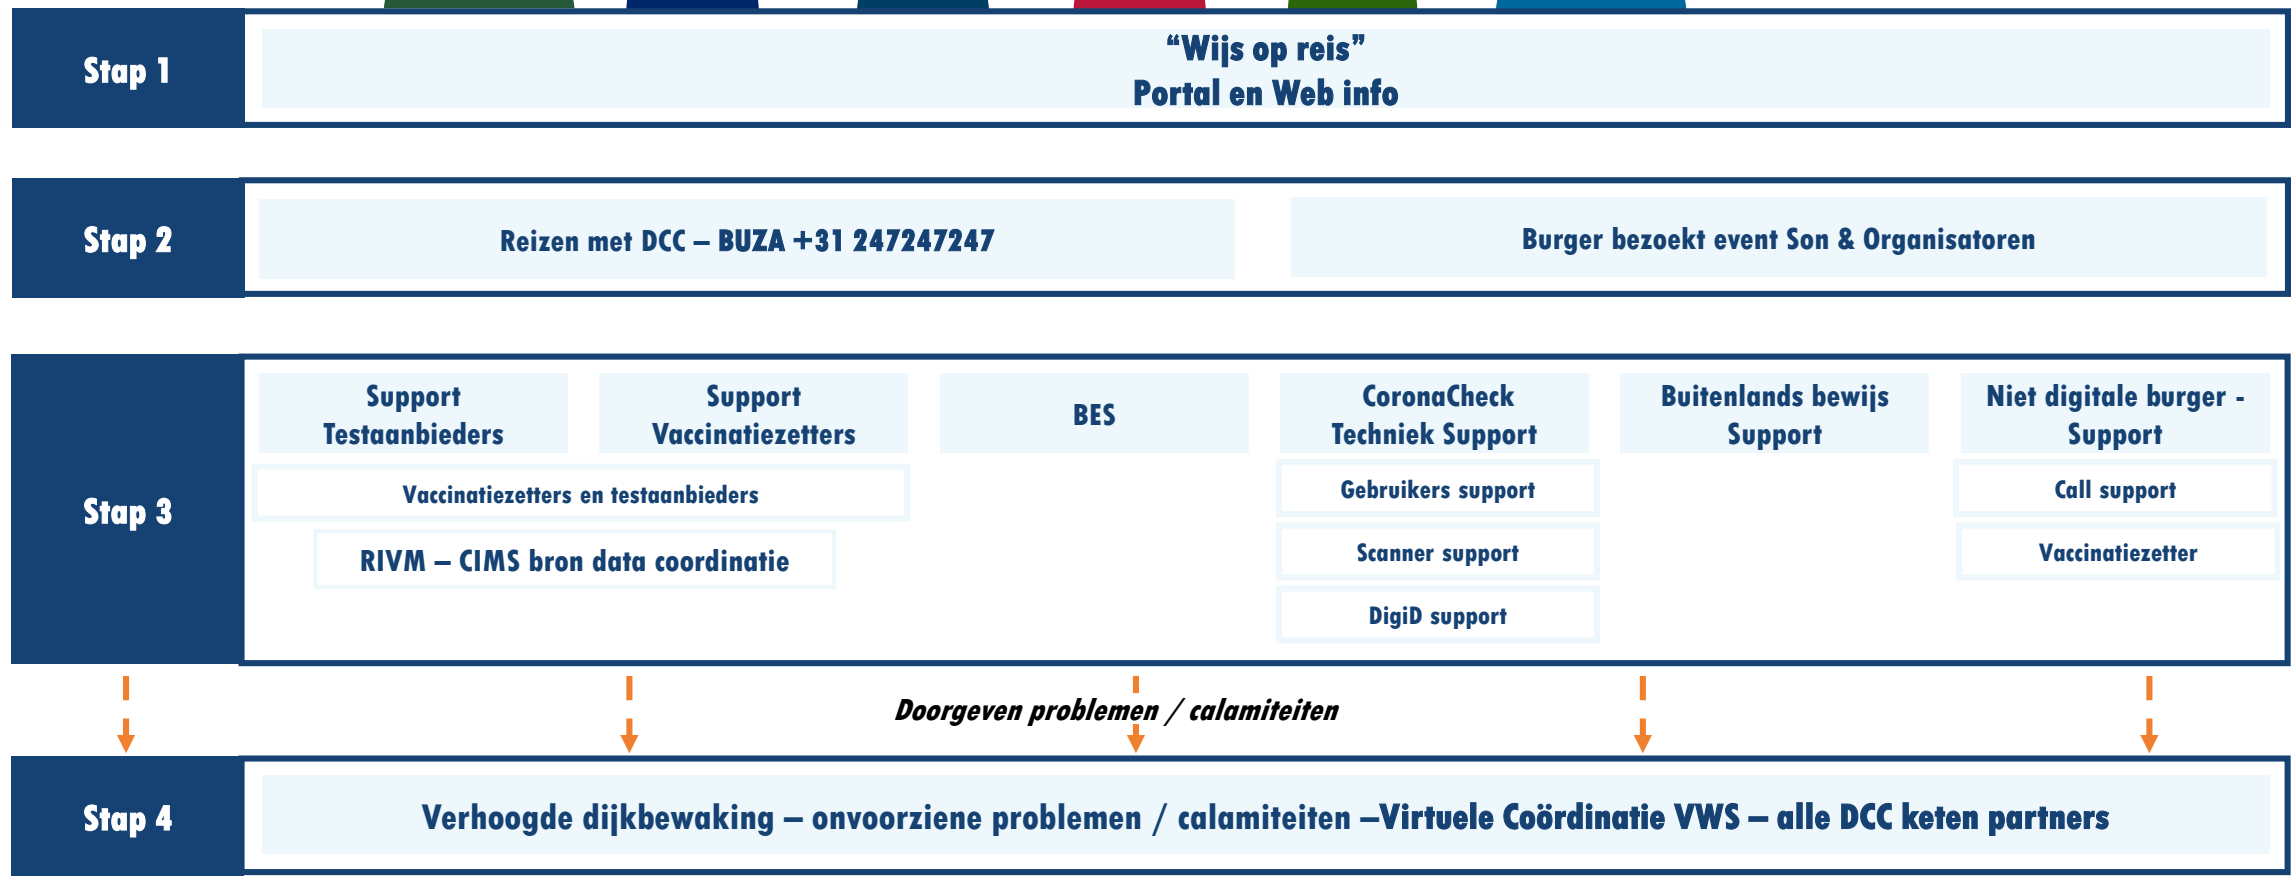 Stap 1
“Wijs op reis”
Portal en Web info
Stap 2
Reizen met DCC – BUZA +31 247247247
Burger bezoekt event Son & Organisatoren
Stap 3
Support
Testaanbieders
Support
Vaccinatiezetters
BES
CoronaCheck
Techniek Support
Buitenlands bewijs
Support
Niet digitale burger -
Support
Vaccinatiezetters en testaanbieders
RIVM – CIMS bron data coordinatie
Gebruikers support
Scanner support
DigiD support
Call support
Vaccinatiezetter
Doorgeven problemen / calamiteiten
Stap 4
Verhoogde dijkbewaking – onvoorziene problemen / calamiteiten –Virtuele Coördinatie VWS – alle DCC keten partners